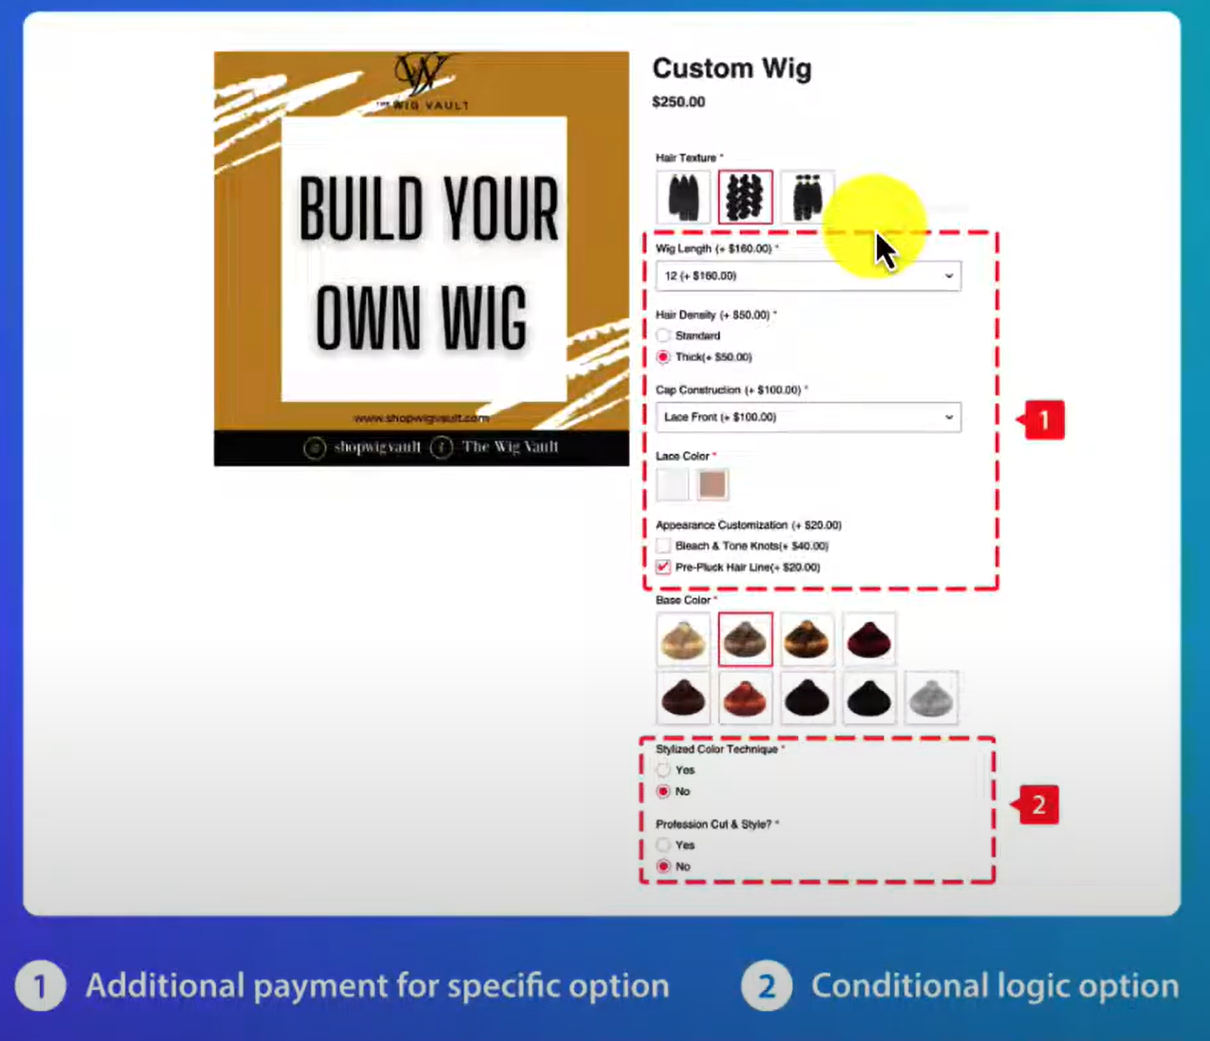 W
THE WIG VAULT
BUILD YOUR
OWN WIG
www.shopwigvault.com
shopwigvault f The Wig Vault
Custom Wig
$250.00
Hair Texture *
Wig Length (+ $160.00) *
12 (+ $160.00)
Hair Density (+ $50.00) *
Standard
Thick(+ $50.00)
Cap Construction (+ $100.00) *
Lace Front (+ $100.00)
Lace Color *
Appearance Customization (+ $20.00)
Bleach & Tone Knots(+ $40.00)
Pre-Pluck Hair Line(+ $20.00)
1
Base Color *
Stylized Color Technique *
Yes
No
Profession Cut & Style? *
Yes
No
2
1 Additional payment for specific option
2 Conditional logic option